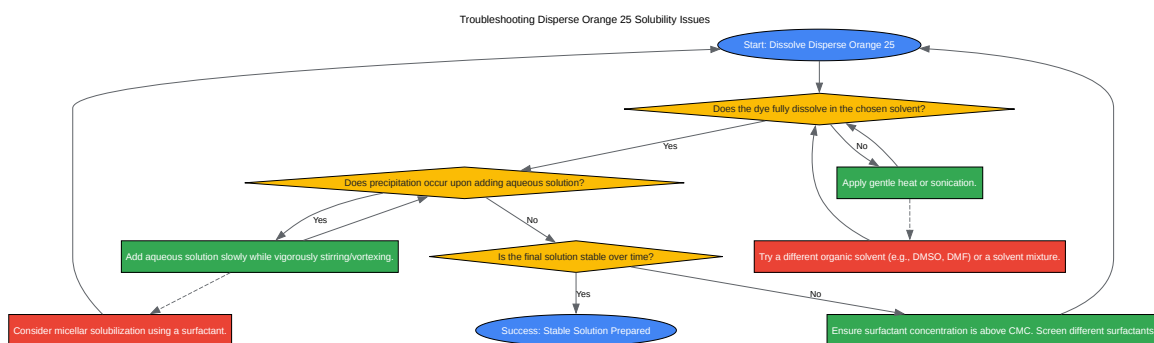 Troubleshooting Disperse Orange 25 Solubility Issues
Start: Dissolve Disperse Orange 25
Does the dye fully dissolve in the chosen solvent?
Yes
No
Does precipitation occur upon adding aqueous solution?
Apply gentle heat or sonication.
Yes
No
Add aqueous solution slowly while vigorously stirring/vortexing.
Is the final solution stable over time?
Try a different organic solvent (e.g., DMSO, DMF) or a solvent mixture.
Yes
No
Consider micellar solubilization using a surfactant.
Success: Stable Solution Prepared
Ensure surfactant concentration is above CMC. Screen different surfactants